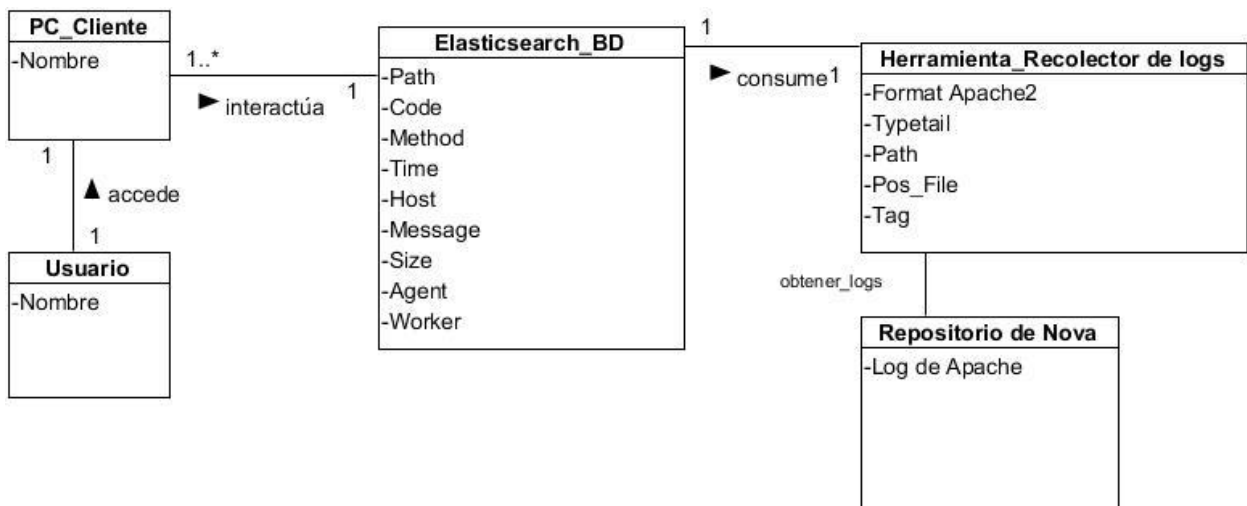 PC_Cliente
-Nombre
1..*
interactúa
1
1
accede
1
Usuario
-Nombre
Elasticsearch_BD
-Path
-Code
-Method
-Time
-Host
-Message
-Size
-Agent
-Worker
1
consume
1
Herramienta_Recolector de logs
-Format Apache2
-Typetail
-Path
-Pos_File
-Tag
obtener_logs
Repositorio de Nova
-Log de Apache